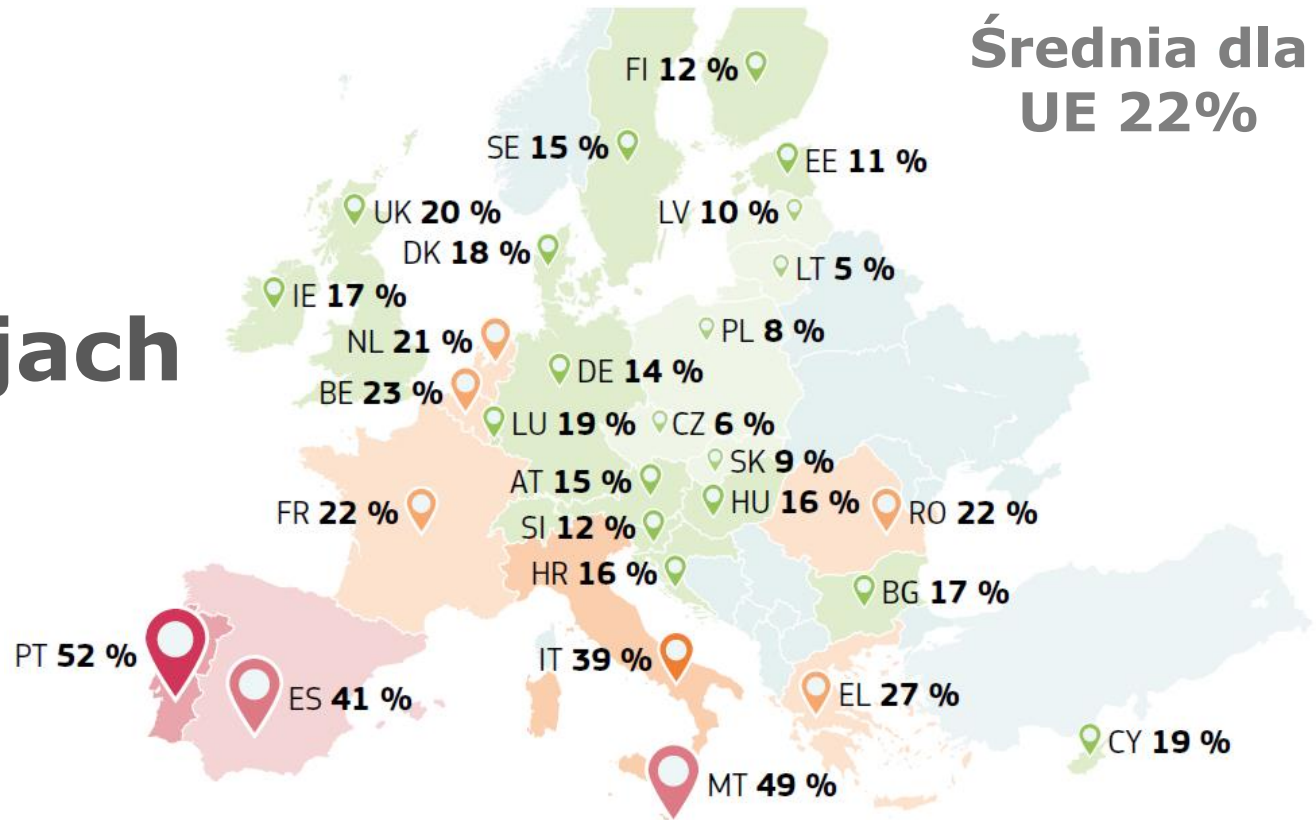 Średnia dla
UE 22%
FI 12 %
SE 15 %
EE 11 %
UK 20 %
LV 10 %
DK 18 %
LT 5 %
IE 17 %
jach
NL 21 %
PL 8 %
DE 14 %
BE 23 %
LU 19 %
CZ 6 %
SK 9 %
AT 15 %
HU 16 %
FR 22 %
RO 22 %
SI 12 %
HR 16 %
BG 17 %
PT 52 %
IT 39 %
ES 41 %
EL 27 %
CY 19 %
MT 49 %